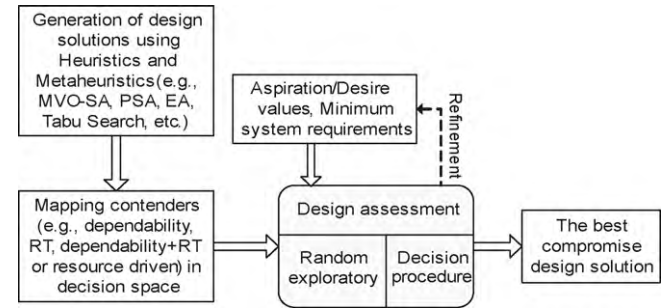 Generation of design
solutions using
Heuristics and
Metaheuristics(e.g.,
MVO-SA, PSA, EA,
Tabu Search, etc.)
Aspiration/Desire
values, Minimum
system requirements
Refinement
Mapping contenders
(e.g., dependability,
RT, dependability+RT
or resource driven) in
decision space
Design assessment
Random
exploratory
Decision
procedure
The best
compromise
design solution